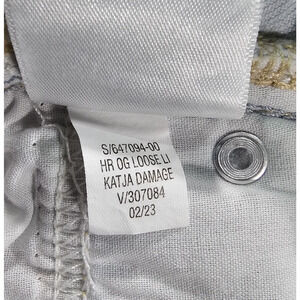 S/647094-00
HR OG LOOSE LI
KATJA DAMAGE
V/307084
02/23